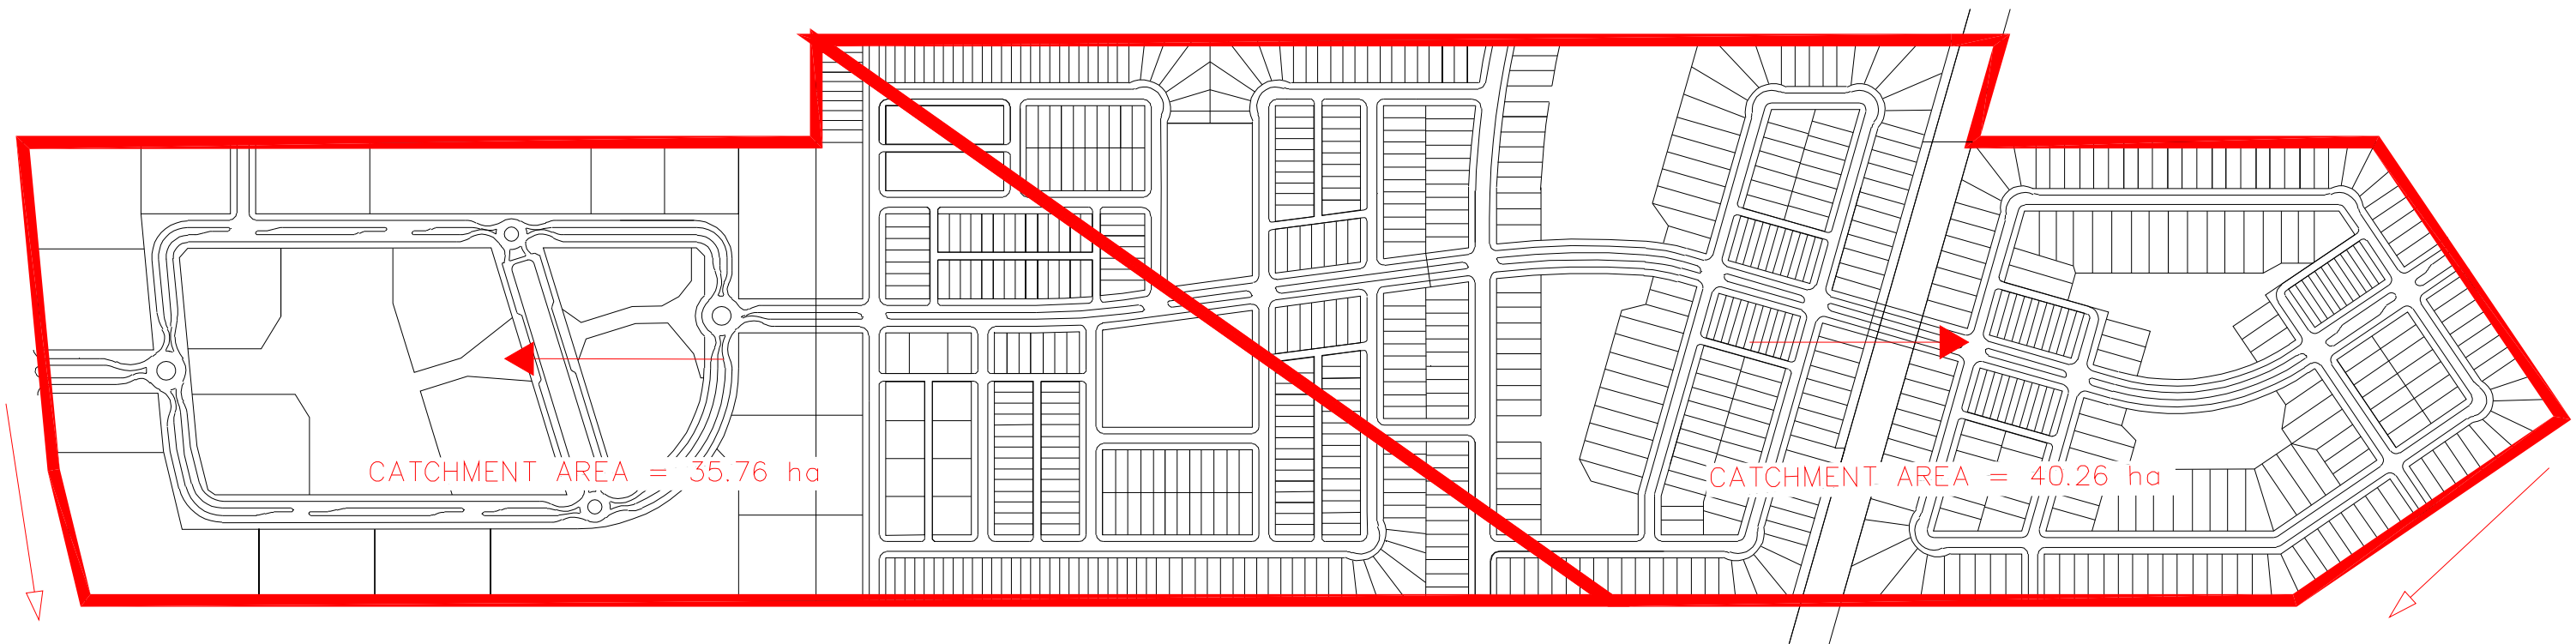 CATCHMENT AREA = 35.76 ha
CATCHMENT AREA = 40.26 ha